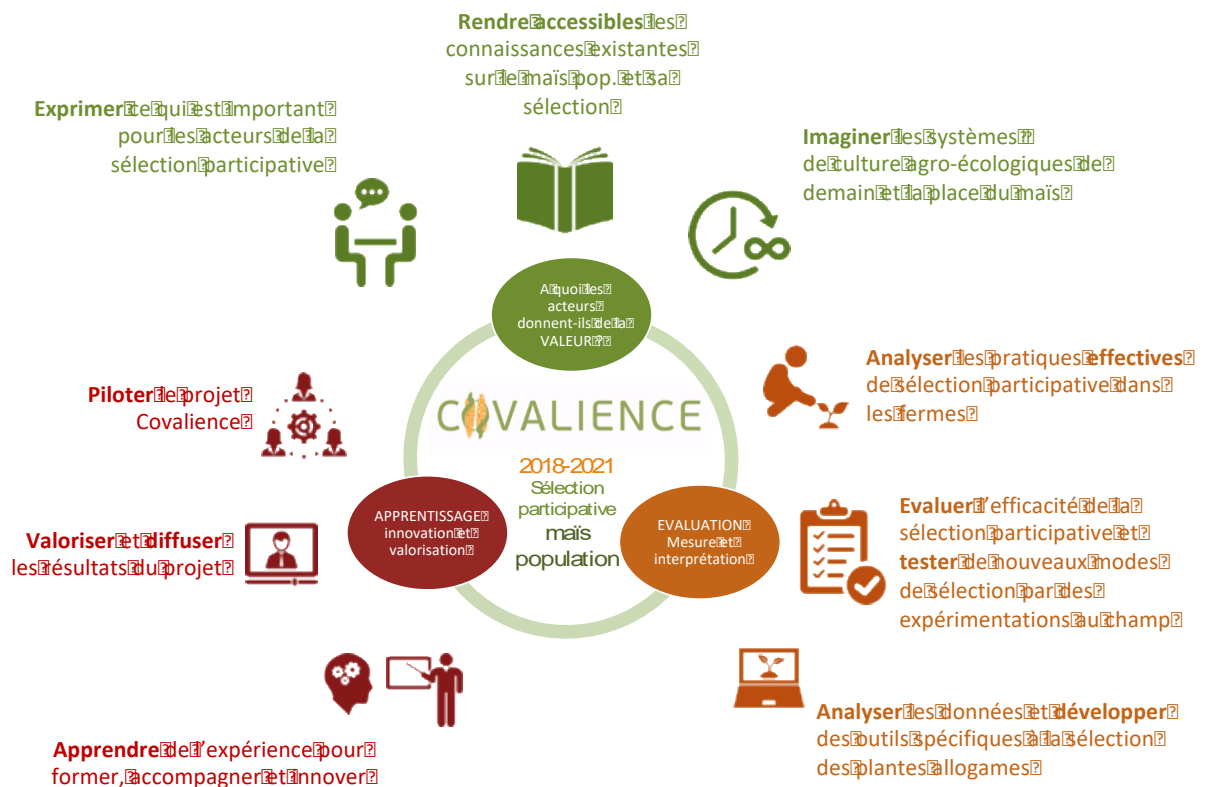 Rendre accessibles les
connaissances existantes
sur le maïs pop. et sa
sélection
Exprimer ce qui est important
pour les acteurs de la
sélection participative
Imaginer les systèmes
de culture agro-écologiques de
demain et la place du maïs
A quoi les
acteurs
donnent-ils de la
VALEUR ?
Analyser les pratiques effectives
de sélection participative dans
les fermes
Piloter le projet
Covalience
COVALIENCE
2018-2021
Sélection
participative
maïs
population
APPRENTISSAGE
innovation et
valorisation
EVALUATION
Mesure et
interprétation
Evaluer l'efficacité de la
sélection participative et
tester de nouveaux modes
de sélection par des
expérimentations au champ
Valoriser et diffuser
les résultats du projet
Analyser les données et développer
des outils spécifiques à la sélection
des plantes allogames
Apprendre de l'expérience pour
former, accompagner et innover